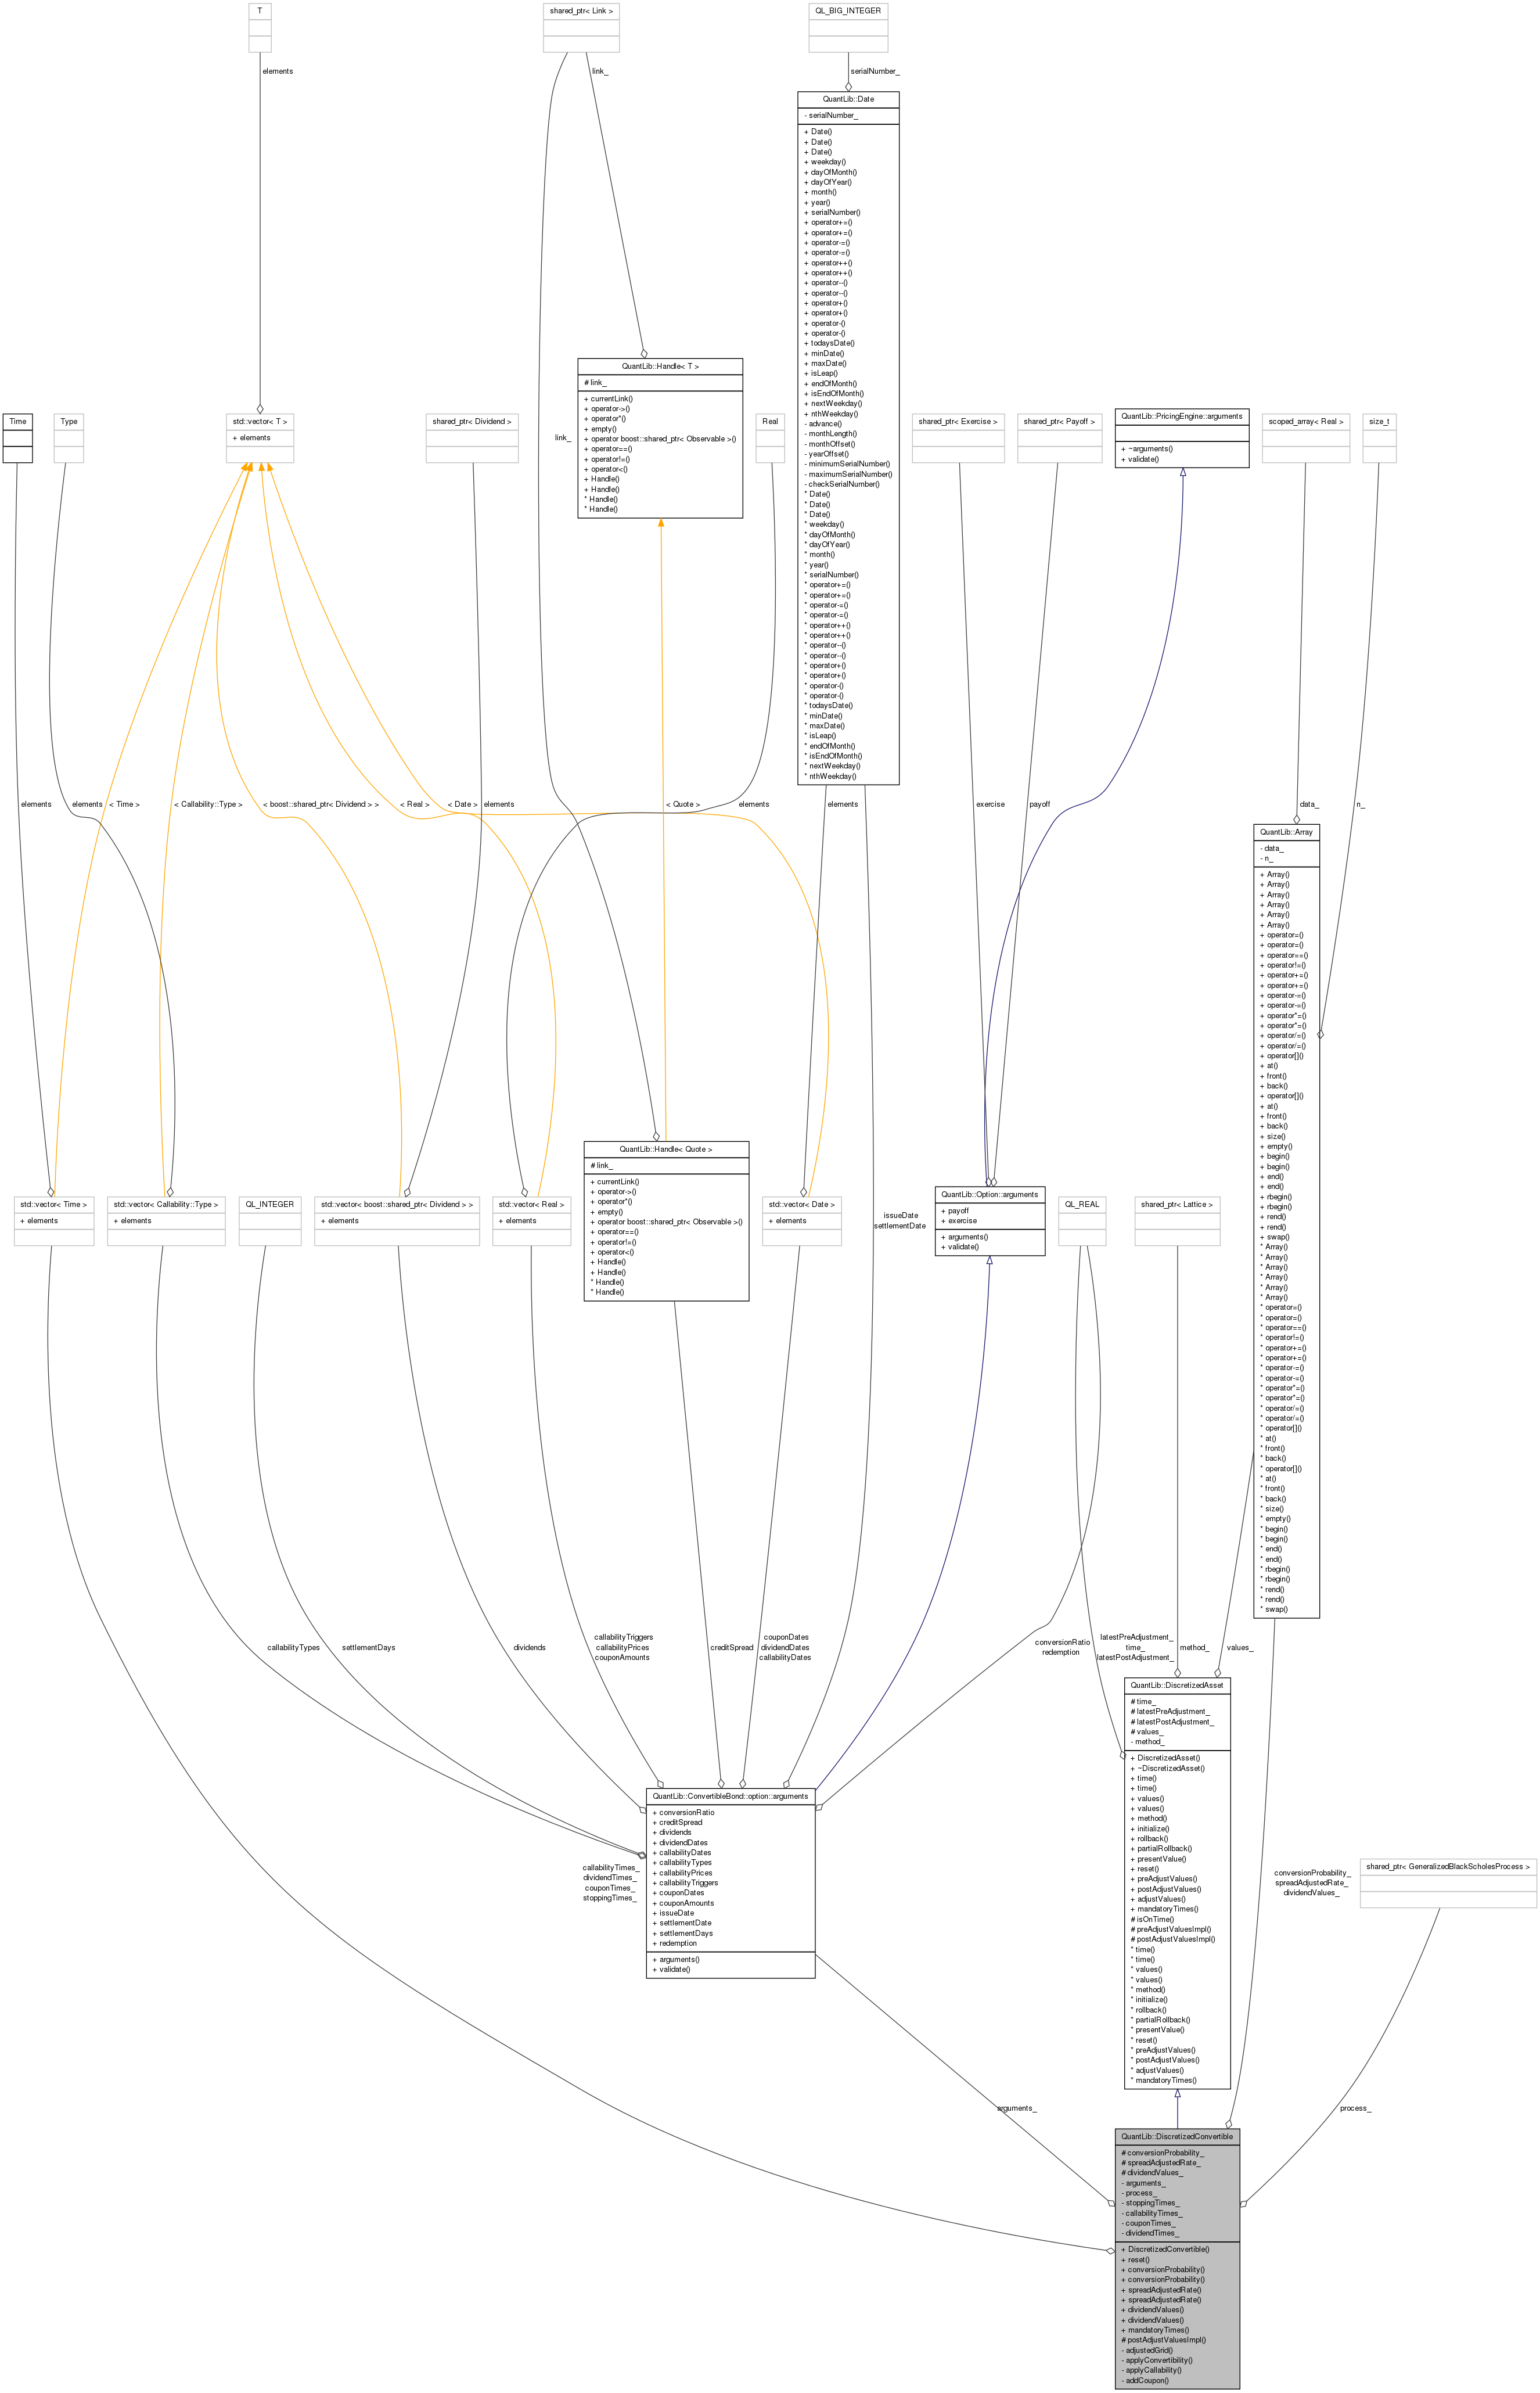 T
shared_ptr< Link >
QL_BIG_INTEGER
elements
link_
serialNumber_
QuantLib::Date
- serialNumber_
+ Date()
+ Date()
+ Date()
+ weekday()
+ dayOfMonth()
+ dayOfYear()
+ month()
+ year()
+ serialNumber()
+ operator+=()
+ operator+=()
+ operator-=()
+ operator-=()
+ operator++()
+ operator++()
+ operator--()
+ operator--()
+ operator+()
+ operator+()
+ operator-()
+ operator-()
+ todaysDate()
+ minDate()
+ maxDate()
+ isLeap()
+ endOfMonth()
+ isEndOfMonth()
+ nextWeekday()
+ nthWeekday()
- advance()
- monthLength()
- monthOffset()
- yearOffset()
- minimumSerialNumber()
- maximumSerialNumber()
- checkSerialNumber()
* Date()
* Date()
* Date()
* weekday()
* dayOfMonth()
* dayOfYear()
* month()
* year()
* serialNumber()
* operator+=()
* operator+=()
* operator-=()
* operator-=()
* operator++()
* operator++()
* operator--()
* operator--()
* operator+()
* operator+()
* operator-()
* operator-()
* todaysDate()
* minDate()
* maxDate()
* isLeap()
* endOfMonth()
* isEndOfMonth()
* nextWeekday()
* nthWeekday()
QuantLib::Handle< T >
# link_
+ currentLink()
+ operator->()
+ operator*()
+ empty()
+ operator boost::shared_ptr< Observable >()
+ operator==()
+ operator!=()
+ operator<()
+ Handle()
+ Handle()
* Handle()
* Handle()
Time
Type
std::vector< T >
+ elements
shared_ptr< Dividend >
link_
Real
shared_ptr< Exercise >
shared_ptr< Payoff >
QuantLib::PricingEngine::arguments
+ ~arguments()
+ validate()
scoped_array< Real >
size_t
elements
elements
< Time >
< Callability::Type >
< boost::shared_ptr< Dividend > >
< Real >
< Date >
elements
< Quote >
elements
elements
exercise
payoff
data_
n_
QuantLib::Array
- data_
- n_
+ Array()
+ Array()
+ Array()
+ Array()
+ Array()
+ Array()
+ operator=()
+ operator=()
+ operator==()
+ operator!=()
+ operator+=()
+ operator+=()
+ operator-=()
+ operator-=()
+ operator*=()
+ operator*=()
+ operator/=()
+ operator/=()
+ operator[]()
+ at()
+ front()
+ back()
+ operator[]()
+ at()
+ front()
+ back()
+ size()
+ empty()
+ begin()
+ begin()
+ end()
+ end()
+ rbegin()
+ rbegin()
+ rend()
+ rend()
+ swap()
* Array()
* Array()
* Array()
* Array()
* Array()
* Array()
* operator=()
* operator=()
* operator==()
* operator!=()
* operator+=()
* operator+=()
* operator-=()
* operator-=()
* operator*=()
* operator*=()
* operator/=()
* operator/=()
* operator[]()
* at()
* front()
* back()
* operator[]()
* at()
* front()
* back()
* size()
* empty()
* begin()
* begin()
* end()
* end()
* rbegin()
* rbegin()
* rend()
* rend()
* swap()
std::vector< Time >
+ elements
std::vector< Callability::Type >
+ elements
QL_INTEGER
std::vector< boost::shared_ptr< Dividend > >
+ elements
std::vector< Real >
+ elements
QuantLib::Handle< Quote >
# link_
+ currentLink()
+ operator->()
+ operator*()
+ empty()
+ operator boost::shared_ptr< Observable >()
+ operator==()
+ operator!=()
+ operator<()
+ Handle()
+ Handle()
* Handle()
* Handle()
std::vector< Date >
+ elements
issueDate
settlementDate
QuantLib::Option::arguments
+ payoff
+ exercise
+ arguments()
+ validate()
QL_REAL
shared_ptr< Lattice >
callabilityTypes
settlementDays
dividends
callabilityTriggers
callabilityPrices
couponAmounts
creditSpread
couponDates
dividendDates
callabilityDates
conversionRatio
redemption
latestPreAdjustment_
time_
latestPostAdjustment_
method_
values_
QuantLib::DiscretizedAsset
# time_
# latestPreAdjustment_
# latestPostAdjustment_
# values_
- method_
+ DiscretizedAsset()
+ ~DiscretizedAsset()
+ time()
+ time()
+ values()
+ values()
+ method()
+ initialize()
+ rollback()
+ partialRollback()
+ presentValue()
+ reset()
+ preAdjustValues()
+ postAdjustValues()
+ adjustValues()
+ mandatoryTimes()
# isOnTime()
# preAdjustValuesImpl()
# postAdjustValuesImpl()
* time()
* time()
* values()
* values()
* method()
* initialize()
* rollback()
* partialRollback()
* presentValue()
* reset()
* preAdjustValues()
* postAdjustValues()
* adjustValues()
* mandatoryTimes()
QuantLib::ConvertibleBond::option::arguments
+ conversionRatio
+ creditSpread
+ dividends
+ dividendDates
+ callabilityDates
+ callabilityTypes
+ callabilityPrices
+ callabilityTriggers
+ couponDates
+ couponAmounts
+ issueDate
+ settlementDate
+ settlementDays
+ redemption
+ arguments()
+ validate()
callabilityTimes_
dividendTimes_
couponTimes_
stoppingTimes_
conversionProbability_
spreadAdjustedRate_
dividendValues_
shared_ptr< GeneralizedBlackScholesProcess >
arguments_
process_
QuantLib::DiscretizedConvertible
# conversionProbability_
# spreadAdjustedRate_
# dividendValues_
- arguments_
- process_
- stoppingTimes_
- callabilityTimes_
- couponTimes_
- dividendTimes_
+ DiscretizedConvertible()
+ reset()
+ conversionProbability()
+ conversionProbability()
+ spreadAdjustedRate()
+ spreadAdjustedRate()
+ dividendValues()
+ dividendValues()
+ mandatoryTimes()
# postAdjustValuesImpl()
- adjustedGrid()
- applyConvertibility()
- applyCallability()
- addCoupon()